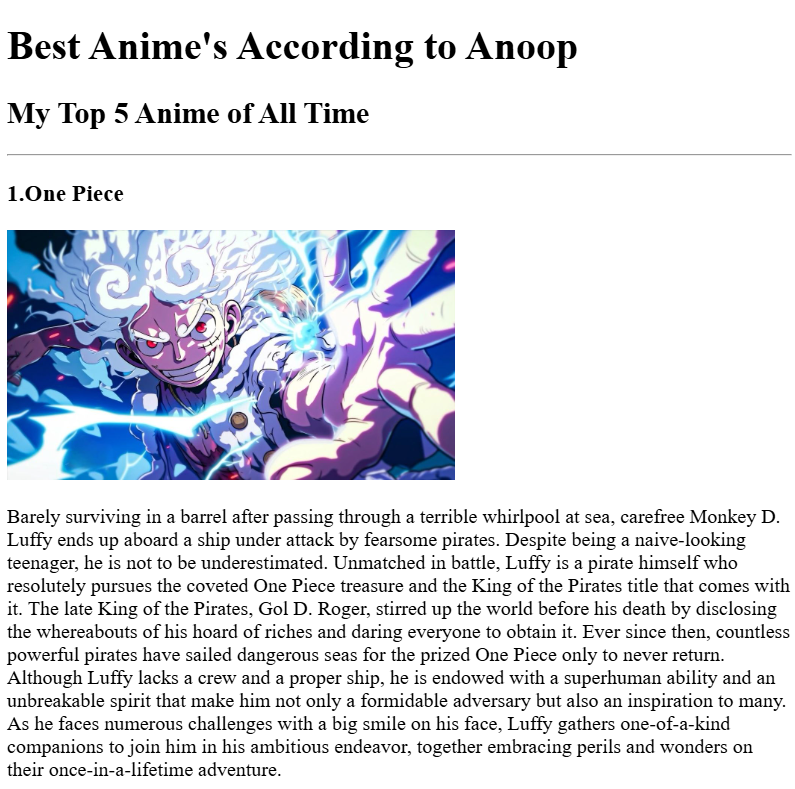 Best Anime's According to Anoop
My Top 5 Anime of All Time
1.One Piece
Barely surviving in a barrel after passing through a terrible whirlpool at sea, carefree Monkey D.
Luffy ends up aboard a ship under attack by fearsome pirates. Despite being a naive-looking
teenager, he is not to be underestimated. Unmatched in battle, Luffy is a pirate himself who
resolutely pursues the coveted One Piece treasure and the King of the Pirates title that comes with
it. The late King of the Pirates, Gol D. Roger, stirred up the world before his death by disclosing
the whereabouts of his hoard of riches and daring everyone to obtain it. Ever since then, countless
powerful pirates have sailed dangerous seas for the prized One Piece only to never return.
Although Luffy lacks a crew and a proper ship, he is endowed with a superhuman ability and an
unbreakable spirit that make him not only a formidable adversary but also an inspiration to many.
As he faces numerous challenges with a big smile on his face, Luffy gathers one-of-a-kind
companions to join him in his ambitious endeavor, together embracing perils and wonders on
their once-in-a-lifetime adventure.